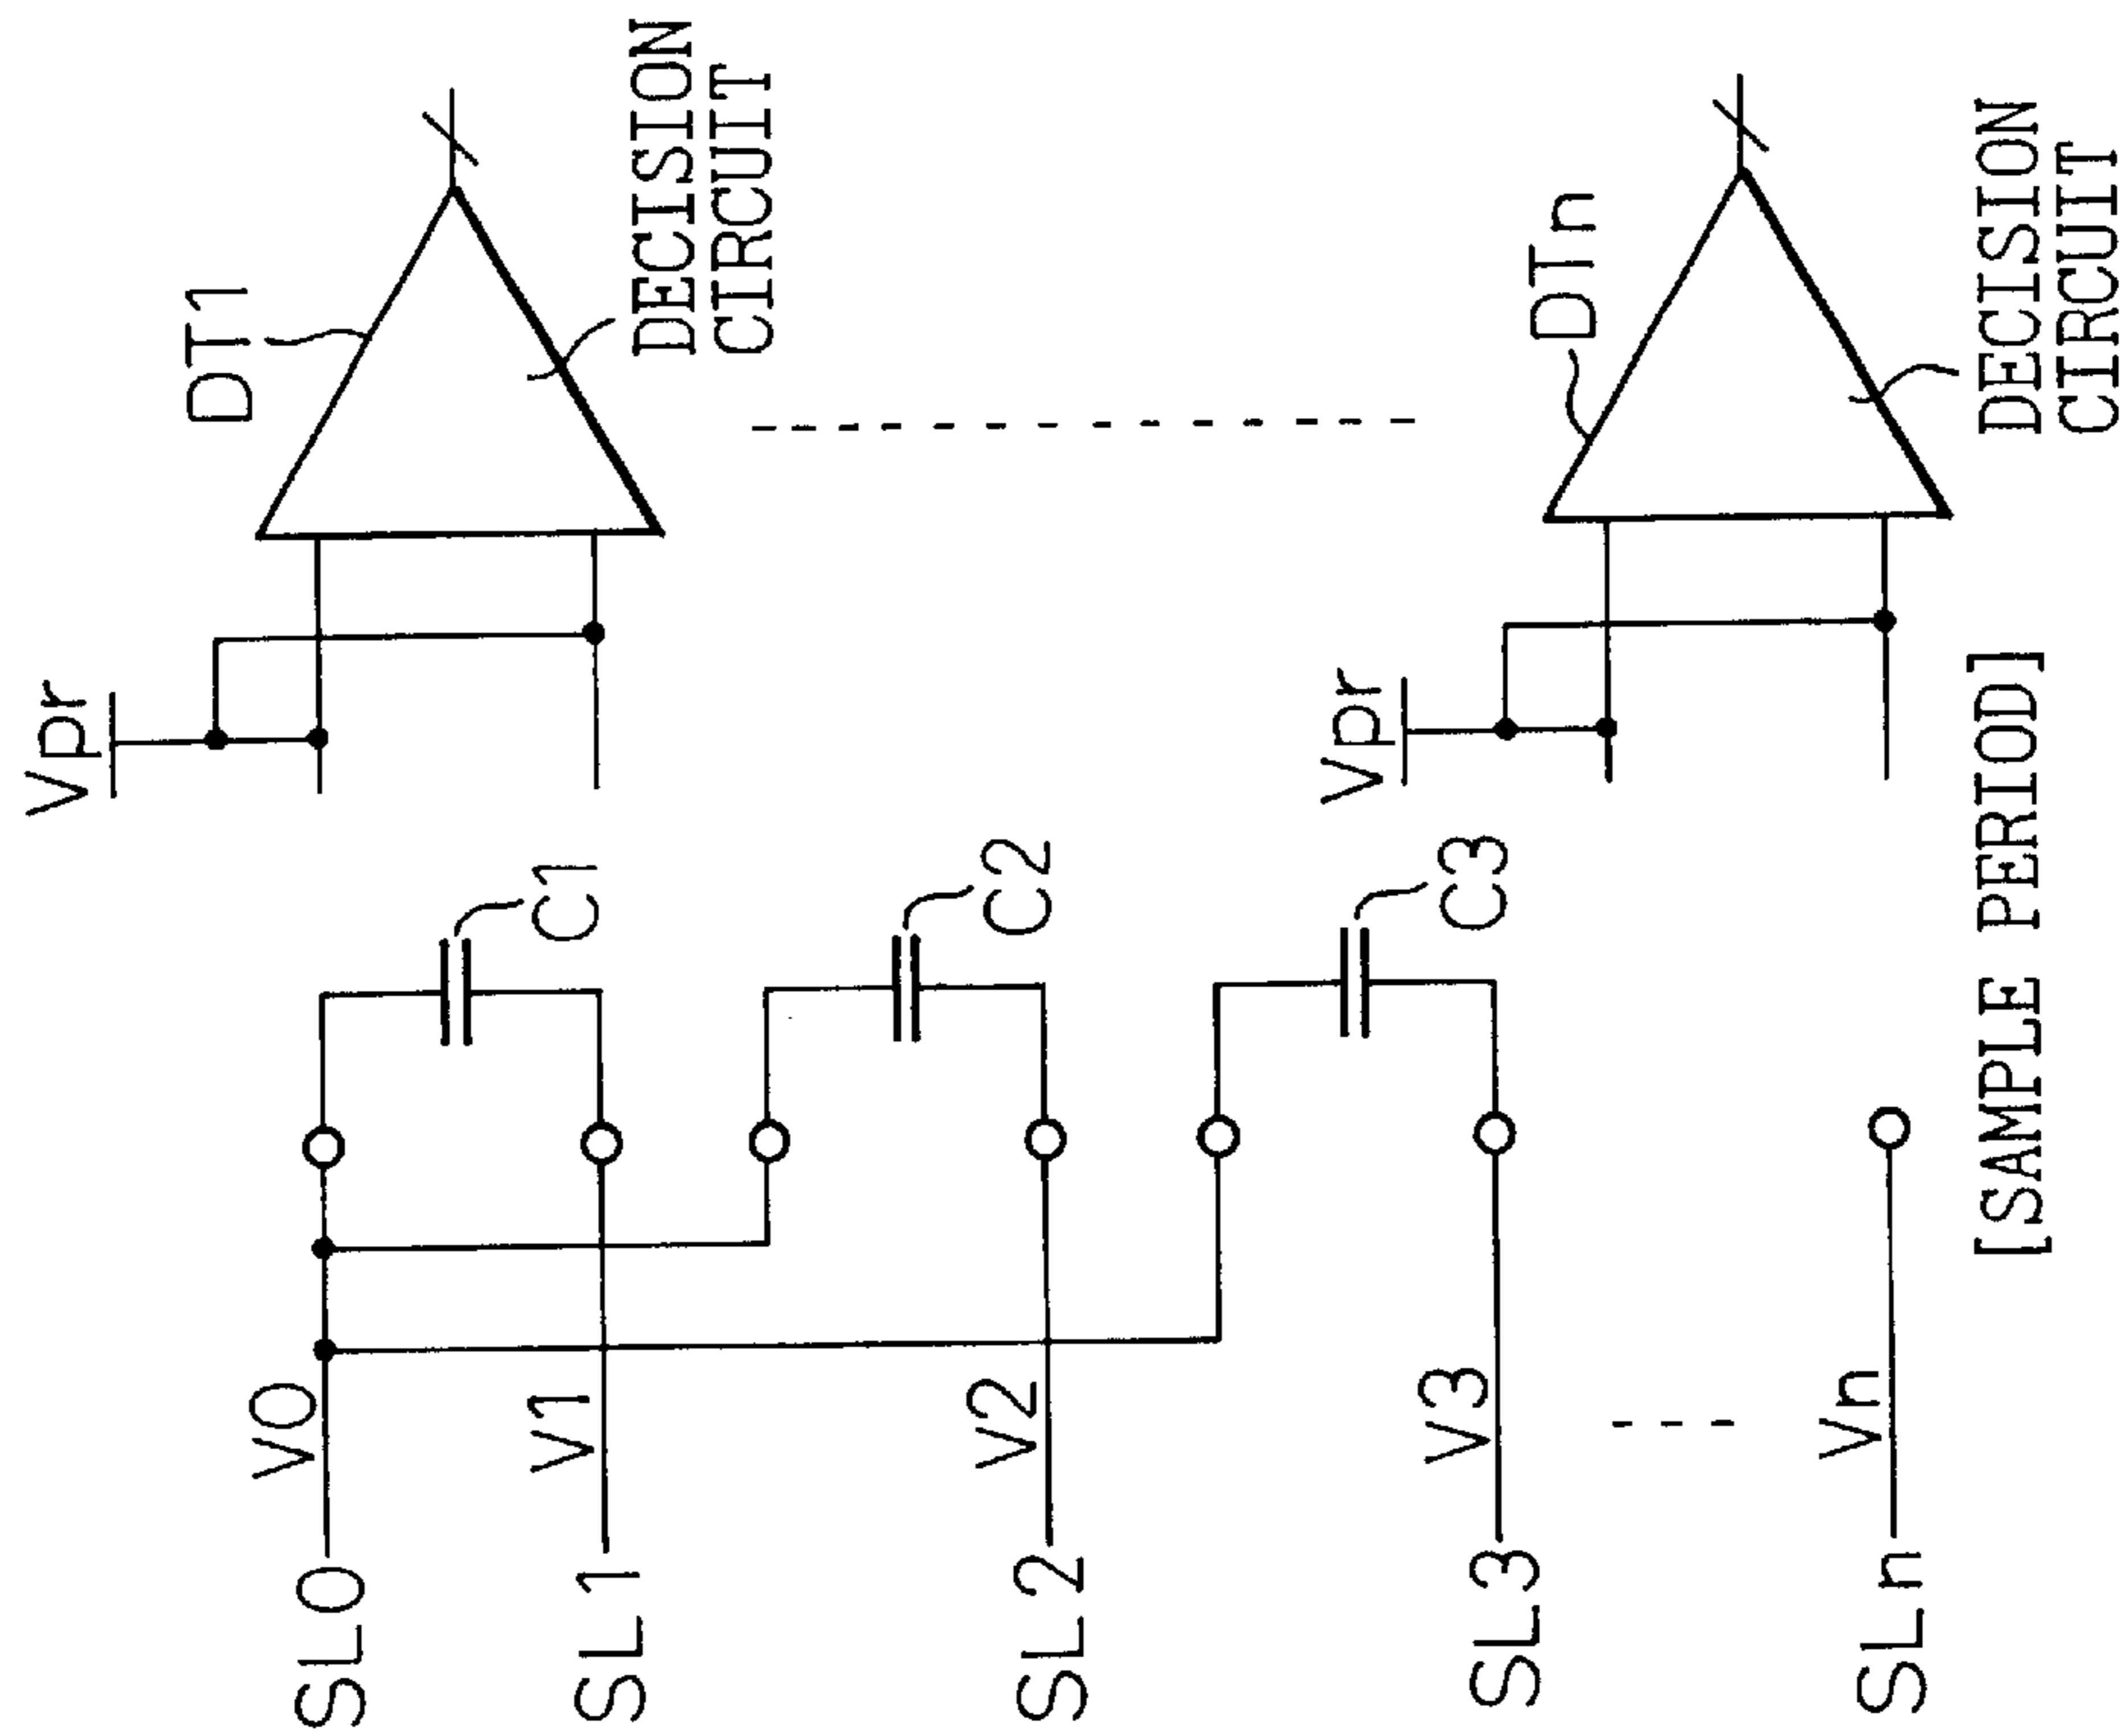 SL0
V0
SL1
V1
SL2
V2
SL3
V3
SLn
Vn
C1
C2
C3
Vpr
DT1
DECISION
CIRCUIT
Vpr
DTn
DECISION
CIRCUIT
[SAMPLE PERIOD]